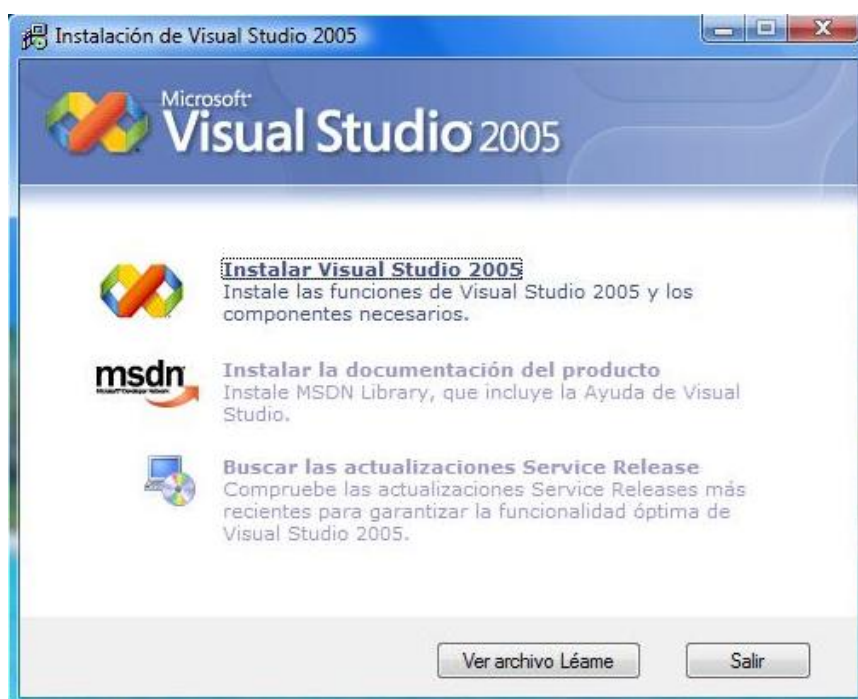 Instalación de Visual Studio 2005
X
Microsoft
Visual Studio 2005
Instalar Visual Studio 2005
Instale las funciones de Visual Studio 2005 y los
componentes necesarios.
msdn
Instalar la documentación del producto
Instale MSDN Library, que incluye la Ayuda de Visual
Studio.
Buscar las actualizaciones Service Release
Compruebe las actualizaciones Service Releases más
recientes para garantizar la funcionalidad óptima de
Visual Studio 2005.
Ver archivo Léame
Salir